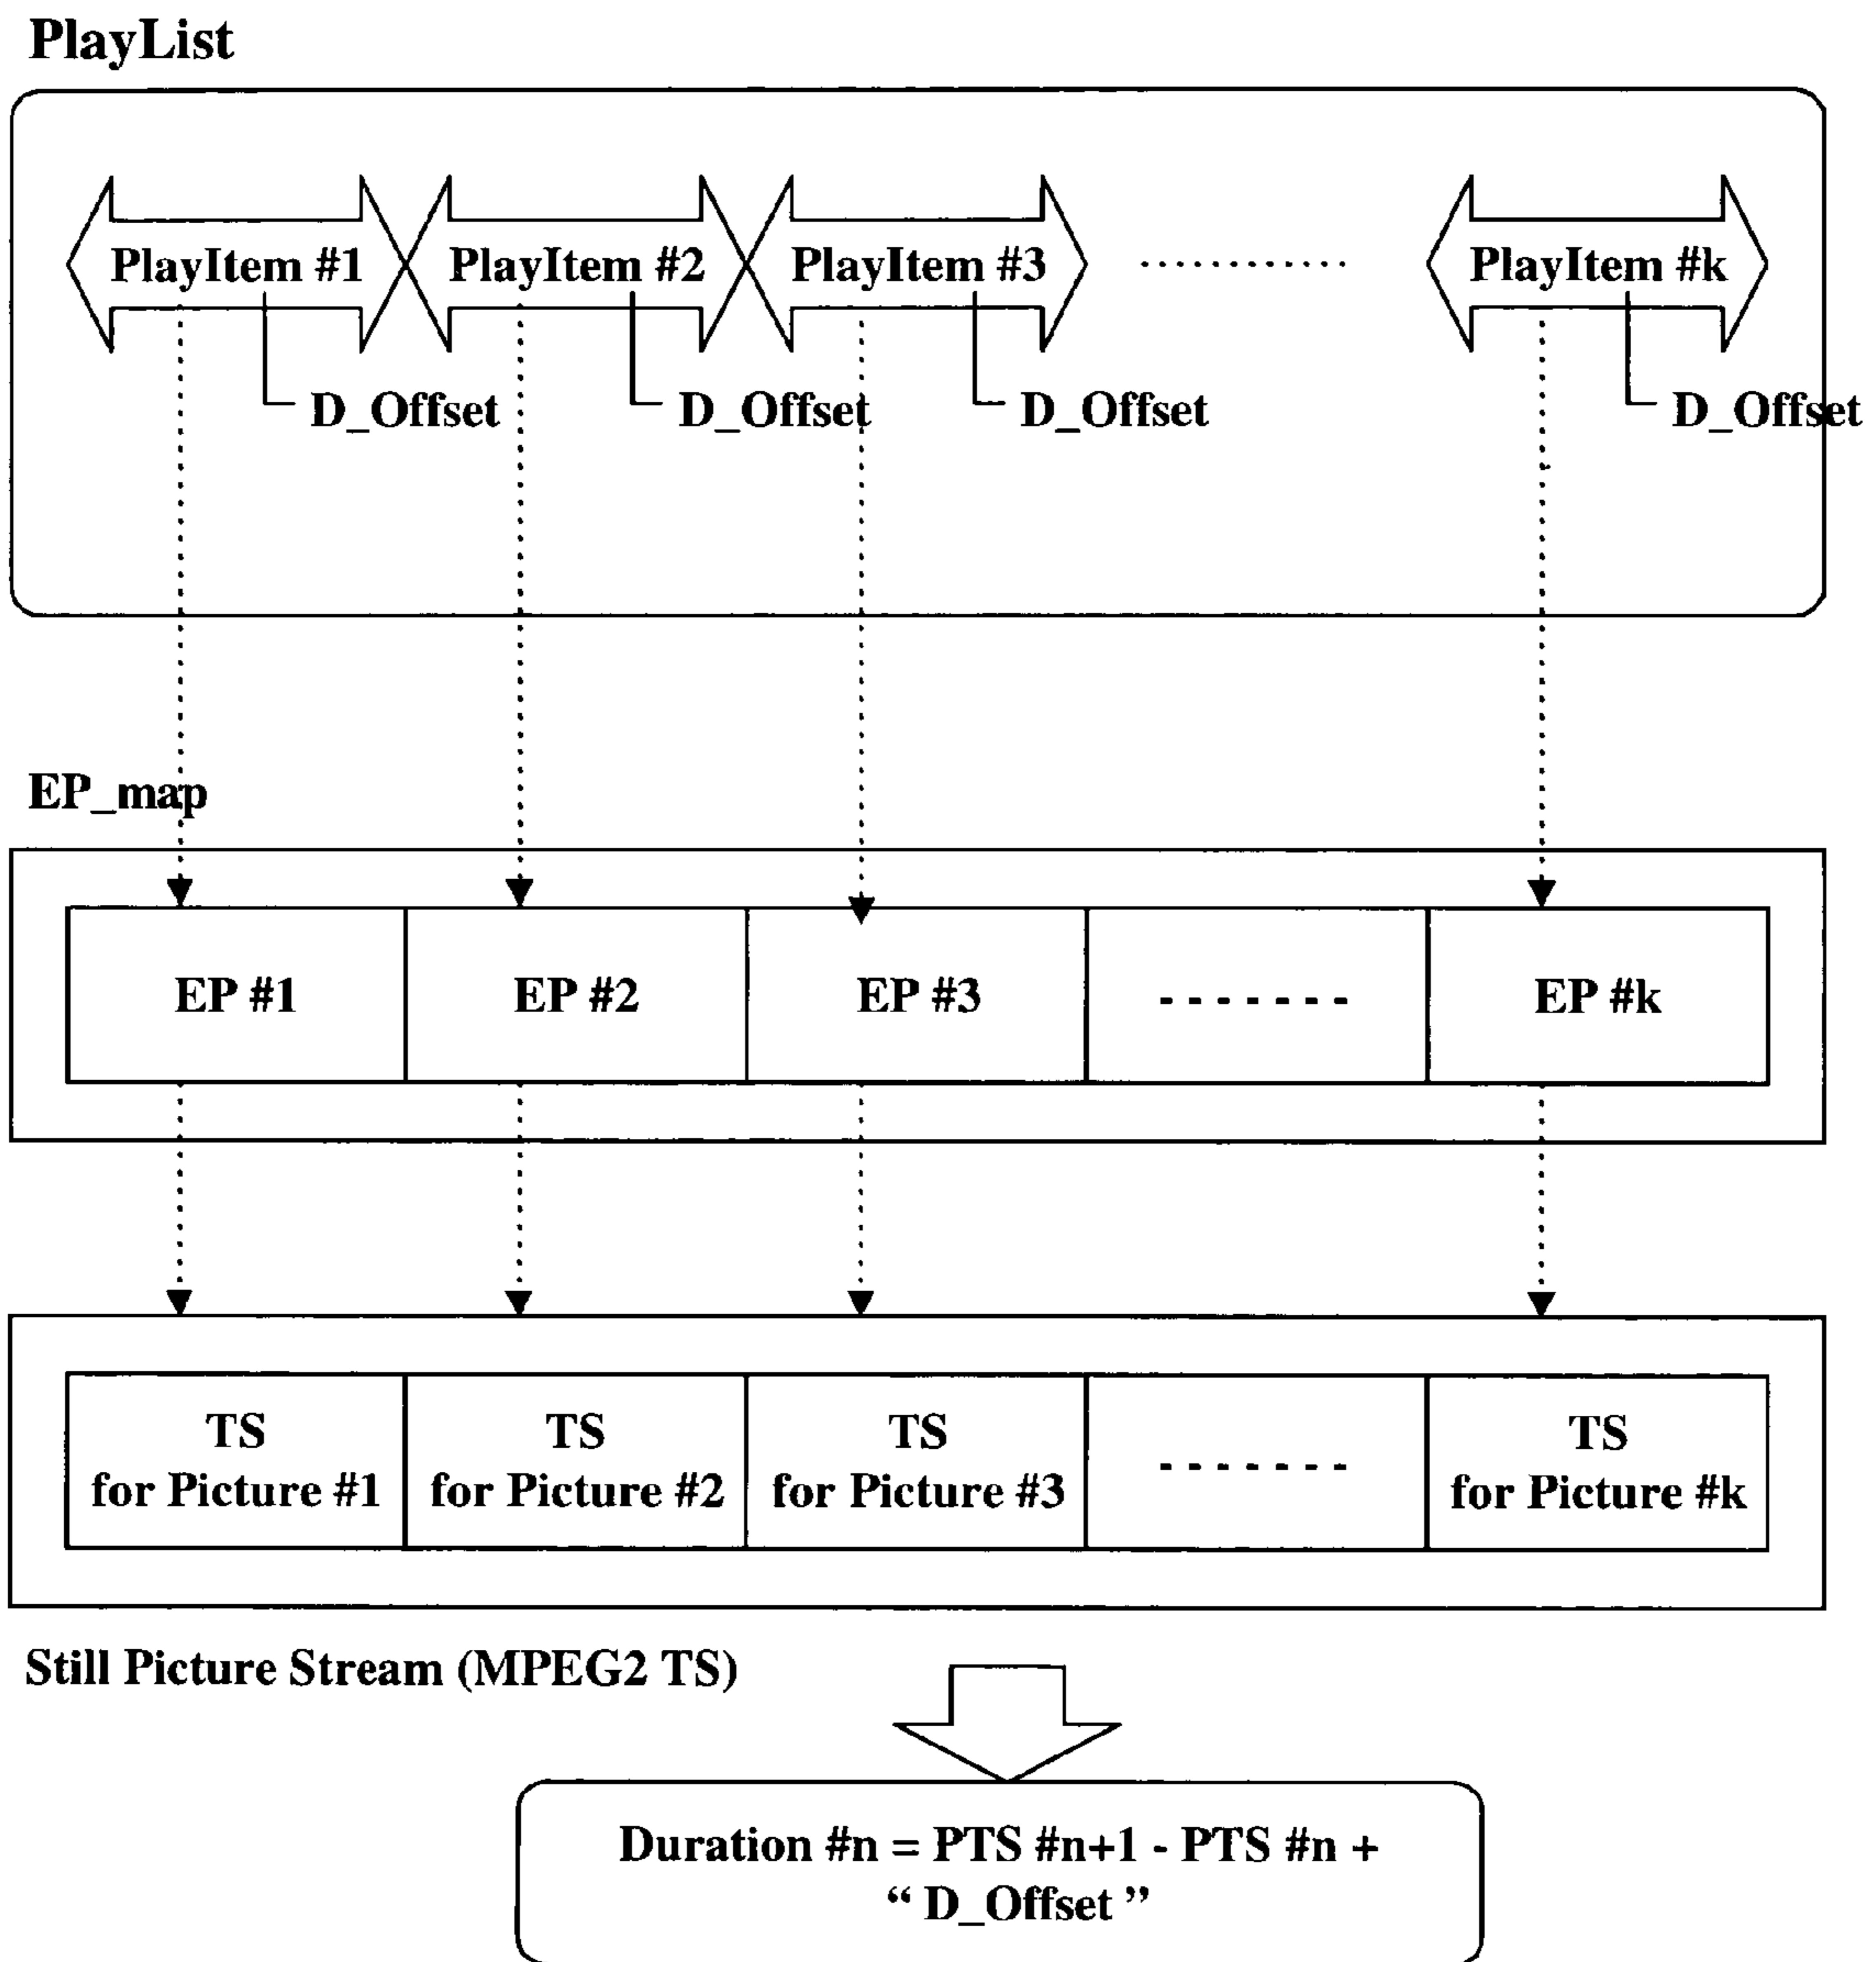 PlayList
PlayItem #1
PlayItem #2
PlayItem #3
PlayItem #k
D_Offset
D_Offset
D_Offset
D_Offset
EP_map
EP #1
EP #2
EP #3
EP #k
TS
for Picture #1
TS
for Picture #2
TS
for Picture #3
TS
for Picture #k
Still Picture Stream (MPEG2 TS)
Duration #n = PTS #n+1 - PTS #n +
“ D_Offset ”